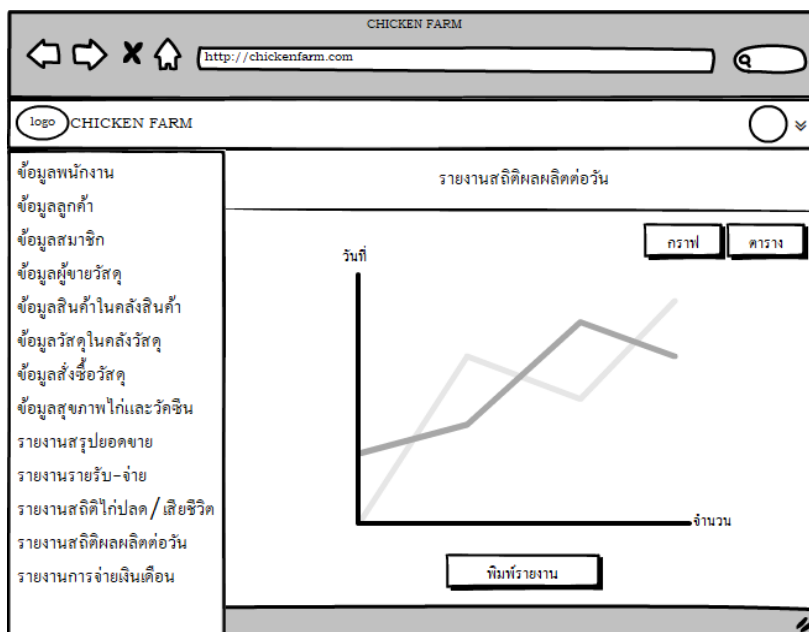 CHICKEN FARM
http://chickenfarm.com
logo CHICKEN FARM
ข้อมูลพนักงาน
ข้อมูลลูกค้า
ข้อมูลสมาชิก
ข้อมูลผู้ขายวัสดุ
ข้อมูลสินค้าในคลังสินค้า
ข้อมูลวัสดุในคลังวัสดุ
ข้อมูลสั่งซื้อวัสดุ
ข้อมูลสุขภาพไก่และวัคซีน
รายงานสรุปยอดขาย
รายงานรายรับ-จ่าย
รายงานสถิติไก่ปลด/เสียชีวิต
รายงานสถิติผลผลิตต่อวัน
รายงานการจ่ายเงินเดือน
รายงานสถิติผลผลิตต่อวัน
กราฟ
ตาราง
วันที่
จำนวน
พิมพ์รายงาน